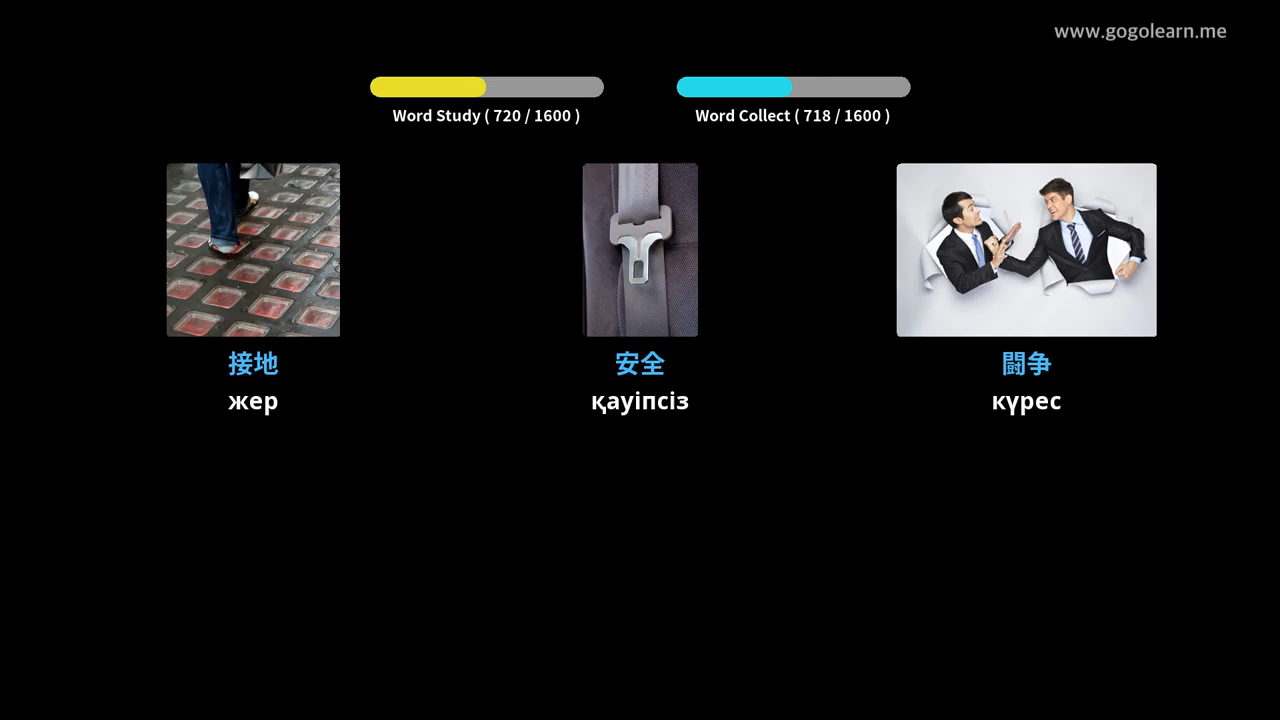 www.gogolearn.me
Word Study ( 720 / 1600 )
Word Collect ( 718 / 1600 )
接地
安全
闘争
жер
қауіпсіз
күрес